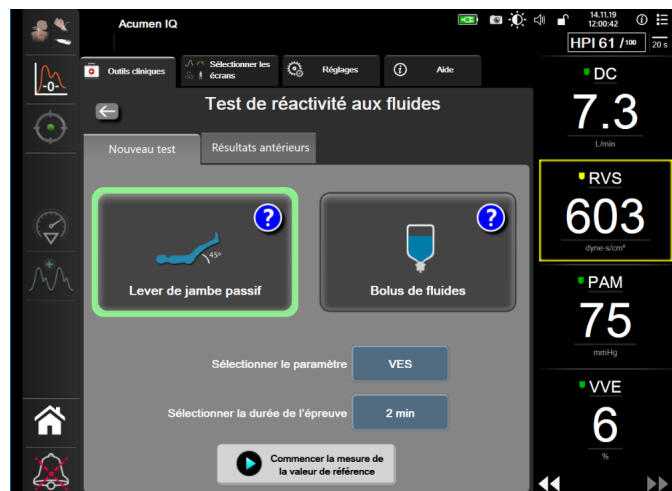 Acumen IQ
14.11.19
12:00:42
HPI 61 /100
20 s
-0-
Outils cliniques
Sélectionner les
écrans
Réglages
Aide
Test de réactivité aux fluides
Nouveau test
Résultats antérieurs
?
45°
Lever de jambe passif
?
Bolus de fluides
Sélectionner le paramètre
VES
Sélectionner la durée de l'épreuve
2 min
Commencer la mesure de
la valeur de référence
DC
7.3
L/min
RVS
603
dyne-s/cm⁵
PAM
75
mmHg
VVE
6
%